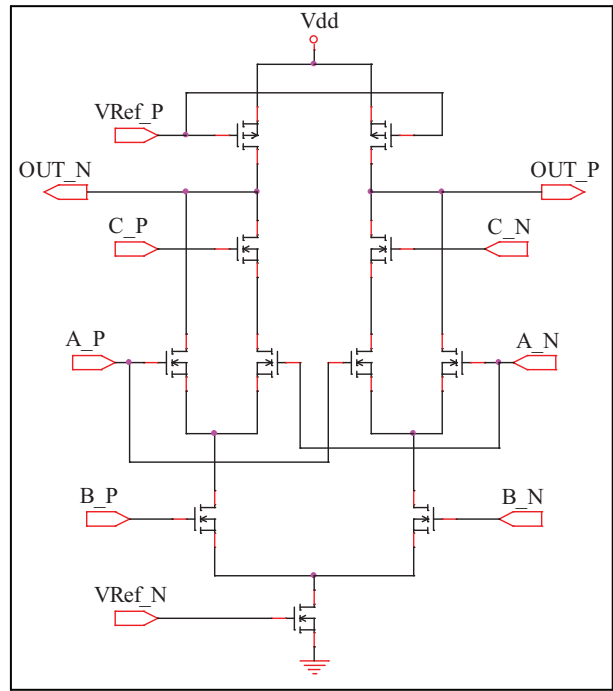 Vdd
VRef_P
OUT_N
OUT_P
C_P
C_N
A_P
A_N
B_P
B_N
VRef_N